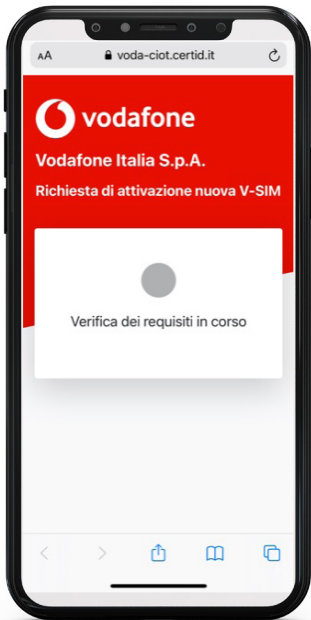 AA voda-ciot.certid.it
vodafone
Vodafone Italia S.p.A.
Richiesta di attivazione nuova V-SIM
Verifica dei requisiti in corso